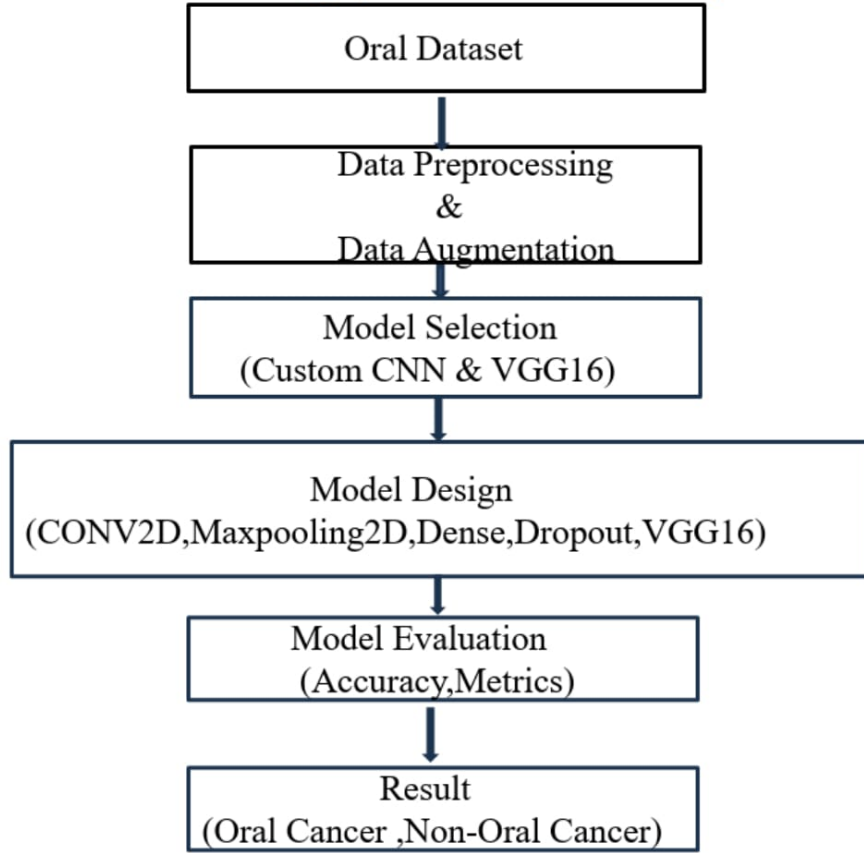 Oral Dataset
Data Preprocessing
&
Data Augmentation
Model Selection
(Custom CNN & VGG16)
Model Design
(CONV2D,Maxpooling2D,Dense,Dropout,VGG16)
Model Evaluation
(Accuracy,Metrics)
Result
(Oral Cancer ,Non-Oral Cancer)